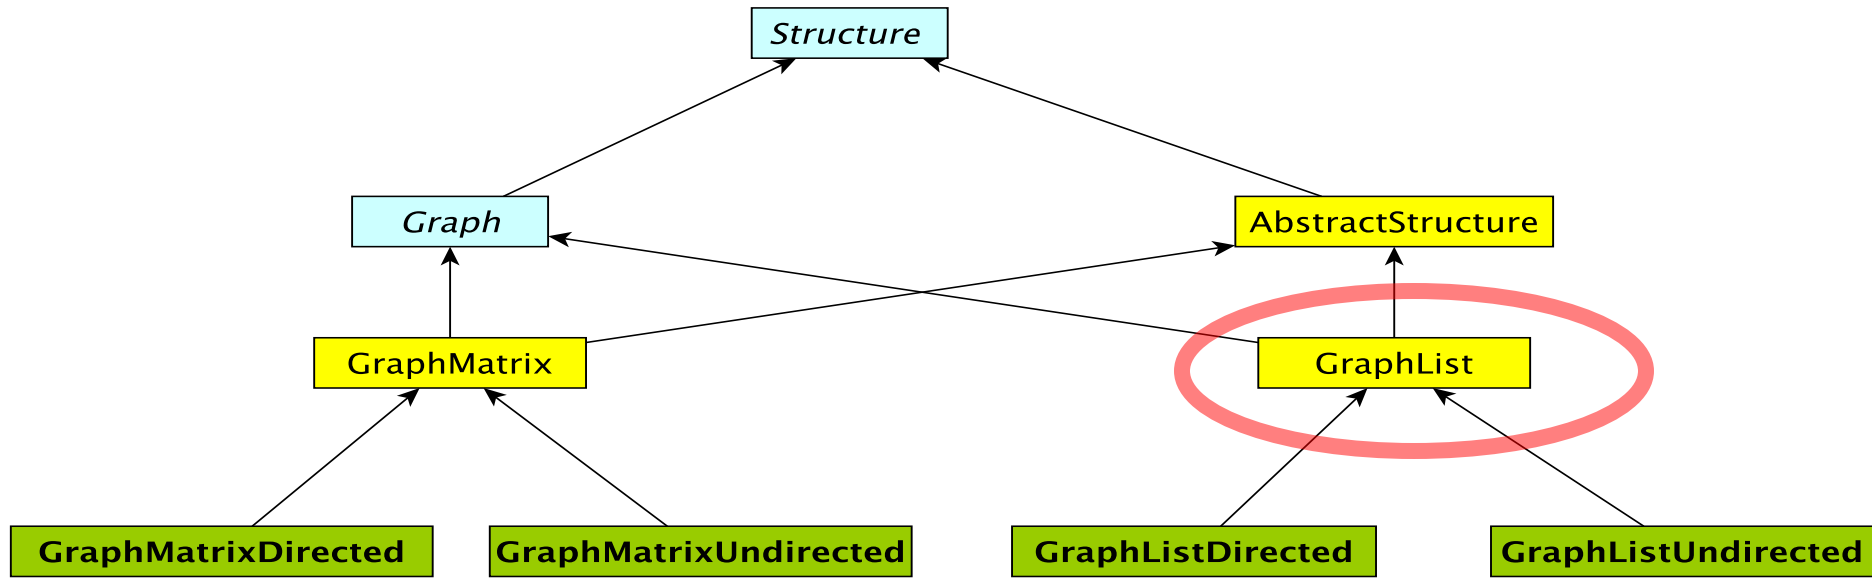 Structure
Graph
AbstractStructure
GraphMatrix
GraphList
GraphMatrixDirected
GraphMatrixUndirected
GraphListDirected
GraphListUndirected